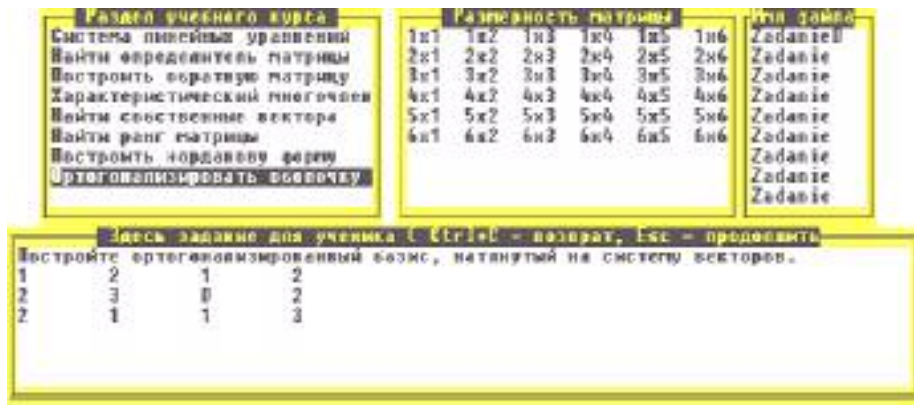 Раздел учебного курса
Система линейных уравнений
Найти определитель матрицы
Построить обратную матрицу
Характеристический многочлен
Найти собственные вектора
Найти ранг матрицы
Построить жорданову форму
Ортогонализировать оболочку
Размерность матрицы
1x1 1x2 1x3 1x4 1x5 1x6
2x1 2x2 2x3 2x4 2x5 2x6
3x1 3x2 3x3 3x4 3x5 3x6
4x1 4x2 4x3 4x4 4x5 4x6
5x1 5x2 5x3 5x4 5x5 5x6
6x1 6x2 6x3 6x4 6x5 6x6
Имя файла
Zadanie0
Zadanie
Zadanie
Zadanie
Zadanie
Zadanie
Zadanie
Zadanie
Zadanie
Здесь задание для ученика ( Ctrl+C - возврат, Esc - продолжить
Постройте ортогонализированный базис, натянутый на систему векторов.
1 2 1 2
2 3 0 2
2 1 1 3